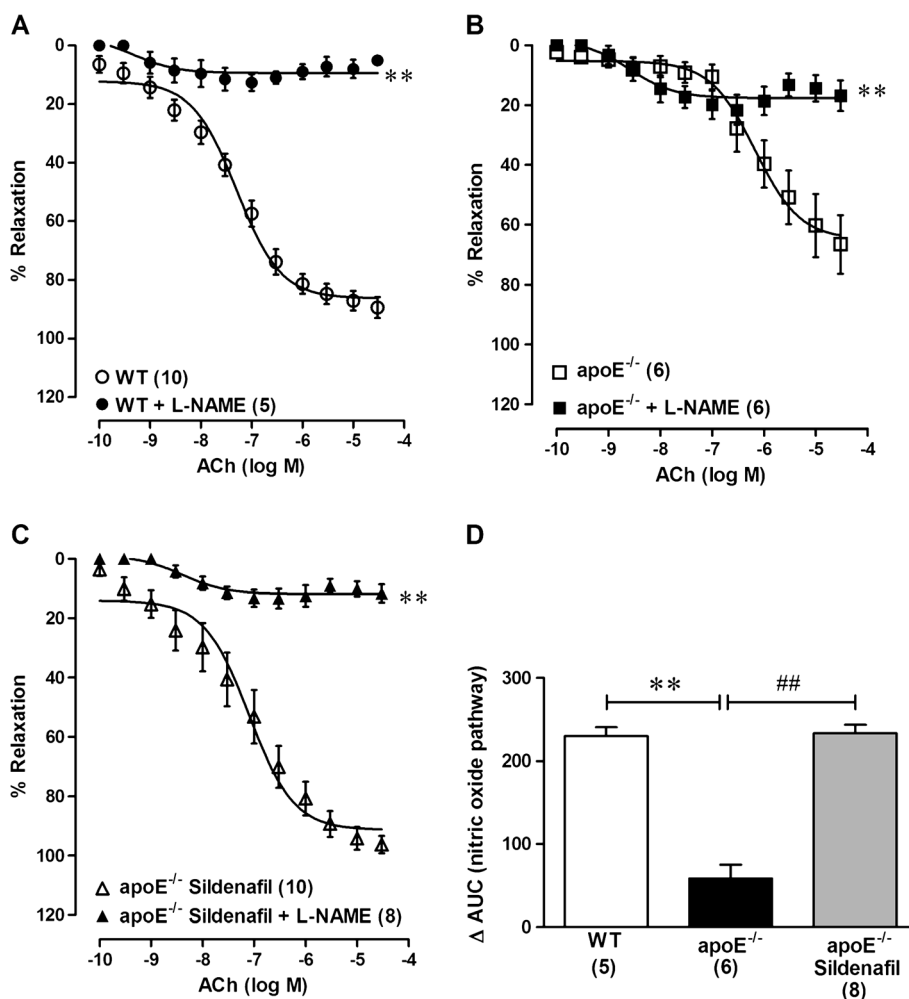 A
0
20
40
60
80
100
120
% Relaxation
**
WT (10)
WT + L-NAME (5)
-10 -9 -8 -7 -6 -5 -4
ACh (log M)
B
0
20
40
60
80
100
120
% Relaxation
**
apoE-/- (6)
apoE-/- + L-NAME (6)
-10 -9 -8 -7 -6 -5 -4
ACh (log M)
C
0
20
40
60
80
100
120
% Relaxation
**
apoE-/- Sildenafil (10)
apoE-/- Sildenafil + L-NAME (8)
-10 -9 -8 -7 -6 -5 -4
ACh (log M)
D
300
200
100
0
Δ AUC (nitric oxide pathway)
** ##
WT
(5)
apoE-/-
(6)
apoE-/-
Sildenafil
(8)